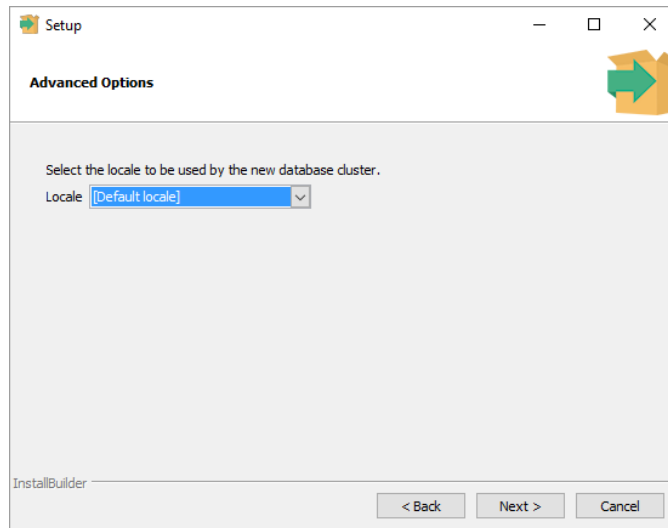 Setup
Advanced Options
Select the locale to be used by the new database cluster.
Locale [Default locale]
InstallBuilder
< Back Next > Cancel